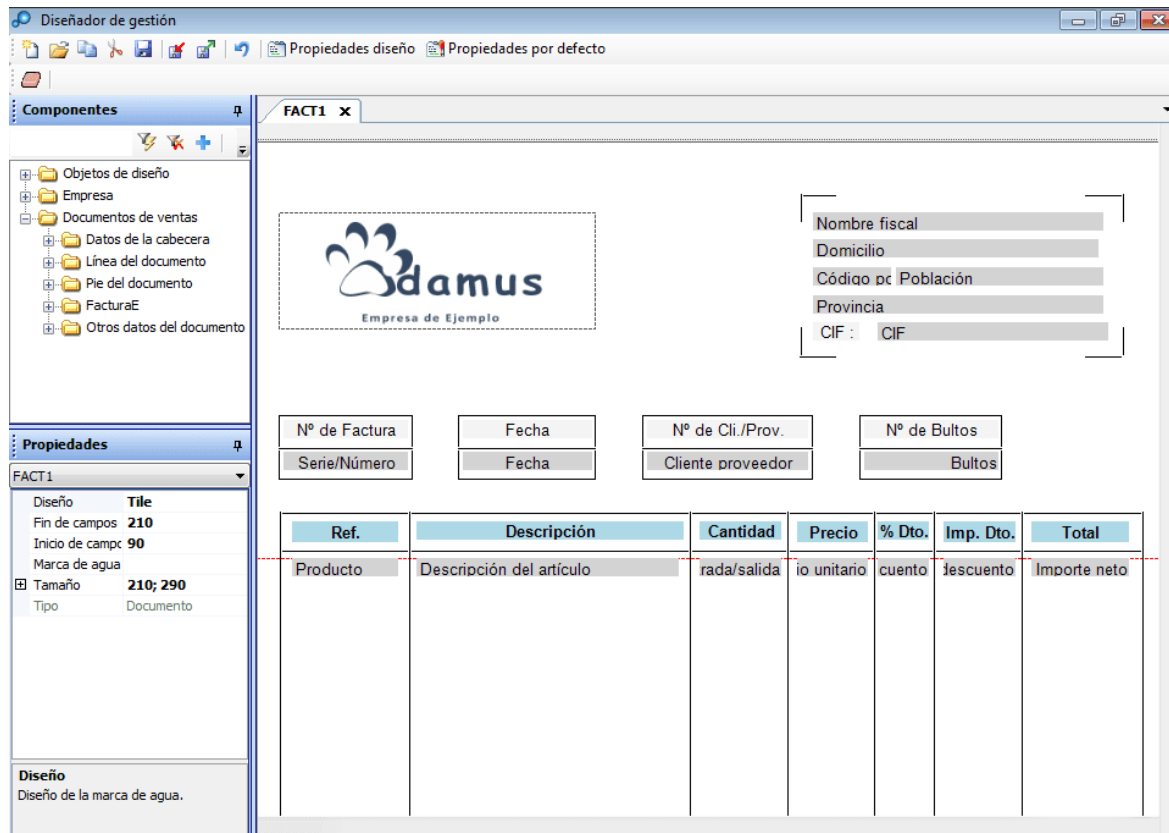 Diseñador de gestión
Propiedades diseño Propiedades por defecto
Componentes
Objetos de diseño
Empresa
Documentos de ventas
Datos de la cabecera
Línea del documento
Pie del documento
FacturaE
Otros datos del documento
Propiedades
FACT1
Diseño Tile
Fin de campos 210
Inicio de campo 90
Marca de agua
Tamaño 210; 290
Tipo Documento
Diseño
Diseño de la marca de agua.
FACT1
damus
Empresa de Ejemplo
Nombre fiscal
Domicilio
Código po Población
Provincia
CIF : CIF
Nº de Factura Fecha Nº de Cli./Prov. Nº de Bultos
Serie/Número Fecha Cliente proveedor Bultos
Ref. Descripción Cantidad Precio % Dto. Imp. Dto. Total
Producto Descripción del artículo rada/salida io unitario cuento descuento Importe neto